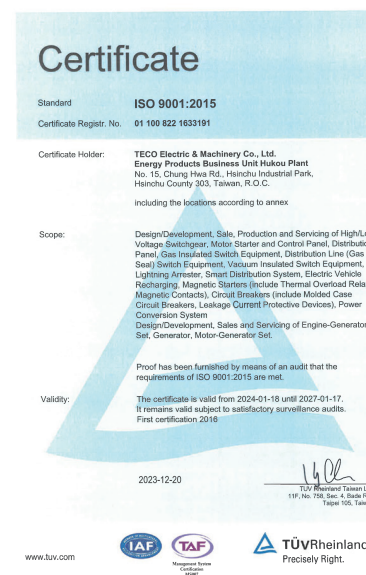 Certificate
Standard ISO 9001:2015
Certificate Registr. No. 01 100 822 1633191
Certificate Holder: TECO Electric & Machinery Co., Ltd.
Energy Products Business Unit Hukou Plant
No. 15, Chung Hwa Rd., Hsinchu Industrial Park,
Hsinchu County 303, Taiwan, R.O.C.
including the locations according to annex
Scope: Design/Development, Sale, Production and Servicing of High/Lo
Voltage Switchgear, Motor Starter and Control Panel, Distributio
Panel, Gas Insulated Switch Equipment, Distribution Line (Gas
Seal) Switch Equipment, Vacuum Insulated Switch Equipment,
Lightning Arrester, Smart Distribution System, Electric Vehicle
Recharging, Magnetic Starters (include Thermal Overload Rela
Magnetic Contacts), Circuit Breakers (include Molded Case
Circuit Breakers, Leakage Current Protective Devices), Power
Conversion System
Design/Development, Sales and Servicing of Engine-Generator
Set, Generator, Motor-Generator Set.
Proof has been furnished by means of an audit that the
requirements of ISO 9001:2015 are met.
Validity: The certificate is valid from 2024-01-18 until 2027-01-17.
It remains valid subject to satisfactory surveillance audits.
First certification 2016
2023-12-20
TÜV Rheinland Taiwan L
11F, No. 758, Sec. 4, Bade R
Taipei 105, Taiw
www.tuv.com
IAF
TAF
Management System
Certification
TÜVRheinland
Precisely Right.